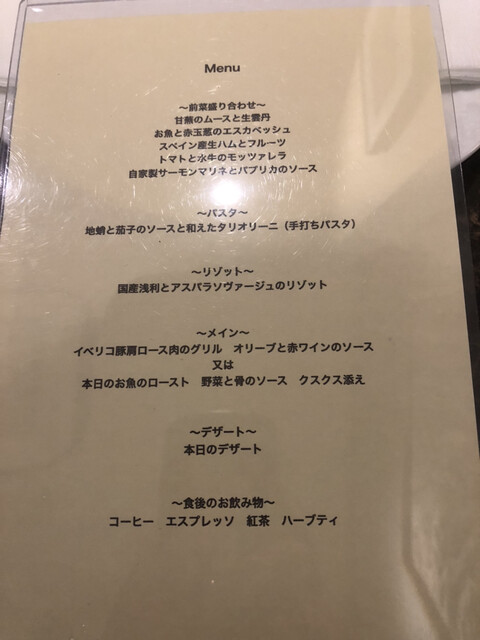 Menu
～前菜盛り合わせ～
甘蕪のムースと生雲丹
お魚と赤玉葱のエスカベッシュ
スペイン産生ハムとフルーツ
トマトと水牛のモッツァレラ
自家製サーモンマリネとパプリカのソース
～パスタ～
地蛸と茄子のソースと和えたタリオリーニ（手打ちパスタ）
～リゾット～
国産浅利とアスパラソヴァージュのリゾット
～メイン～
イベリコ豚肩ロース肉のグリル　オリーブと赤ワインのソース
又は
本日のお魚のロースト　野菜と骨のソース　クスクス添え
～デザート～
本日のデザート
～食後のお飲み物～
コーヒー　エスプレッソ　紅茶　ハーブティ